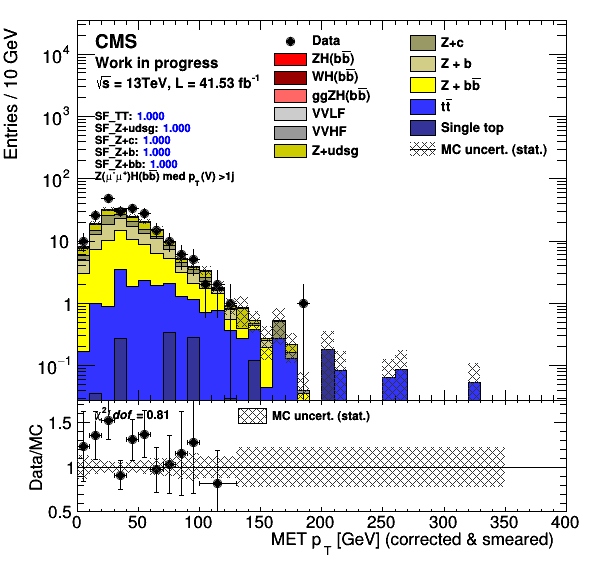 CMS
Work in progress
√s = 13TeV, L = 41.53 fb⁻¹
SF_TT: 1.000
SF_Z+udsg: 1.000
SF_Z+c: 1.000
SF_Z+b: 1.000
SF_Z+bb: 1.000
Z(μ⁻μ⁺)H(bb̅) med p_T(V) >1j
Data
ZH(bb̅)
WH(bb̅)
ggZH(bb̅)
VVLF
VVHF
Z+udsg
Z+c
Z + b
Z + bb̅
tt̅
Single top
MC uncert. (stat.)
Entries / 10 GeV
10⁴
10³
10²
10
1
10⁻¹
χ²/dof = 0.81
MC uncert. (stat.)
Data/MC
1.5
1
0.5
0 50 100 150 200 250 300 350 400
MET p_T [GeV] (corrected & smeared)